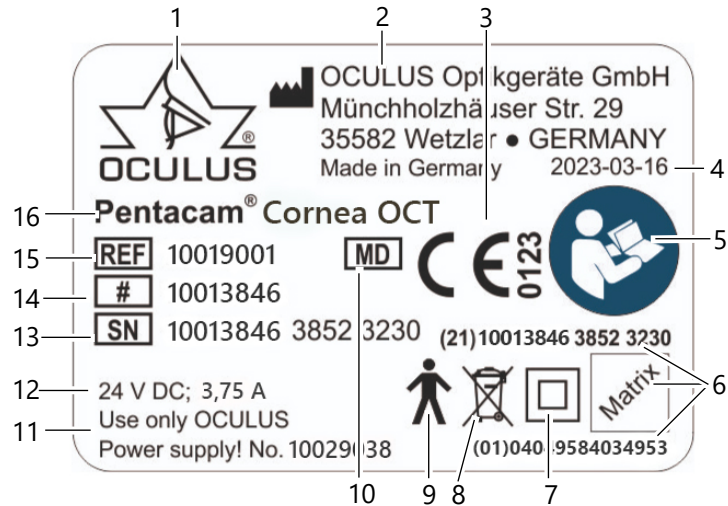 1
2
3
OCULUS Optikgeräte GmbH
Münchholzhäuser Str. 29
35582 Wetzlar ● GERMANY
Made in Germany 2023-03-16
4
®
OCULUS
16
Pentacam® Cornea OCT
5
15
REF 10019001
MD
CE 0123
14
# 10013846
13
SN 10013846 3852 3230
(21)10013846 3852 3230
6
12
24 V DC; 3,75 A
Matrix
11
Use only OCULUS
Power supply! No. 10029038
(01)04049584034953
10
9
8
7